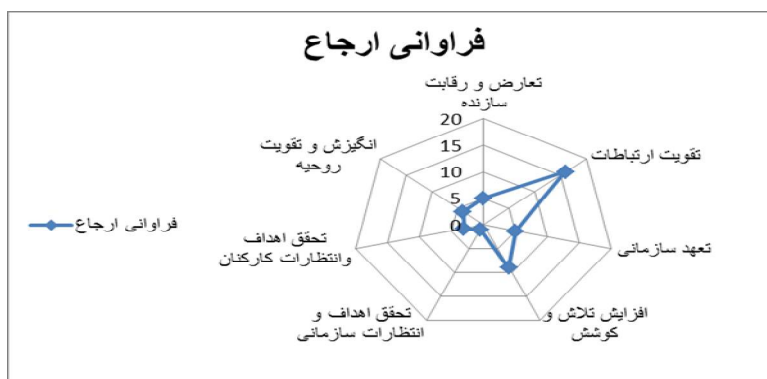 فراوانی ارجاع
تعارض و رقابت
سازنده
تقویت ارتباطات
تعهد سازمانی
افزایش تلاش و
کوشش
تحقق اهداف و
انتظارات سازمانی
تحقق اهداف
وانتظارات کارکنان
انگیزش و تقویت
روحیه
20
15
10
5
0
فراوانی ارجاع